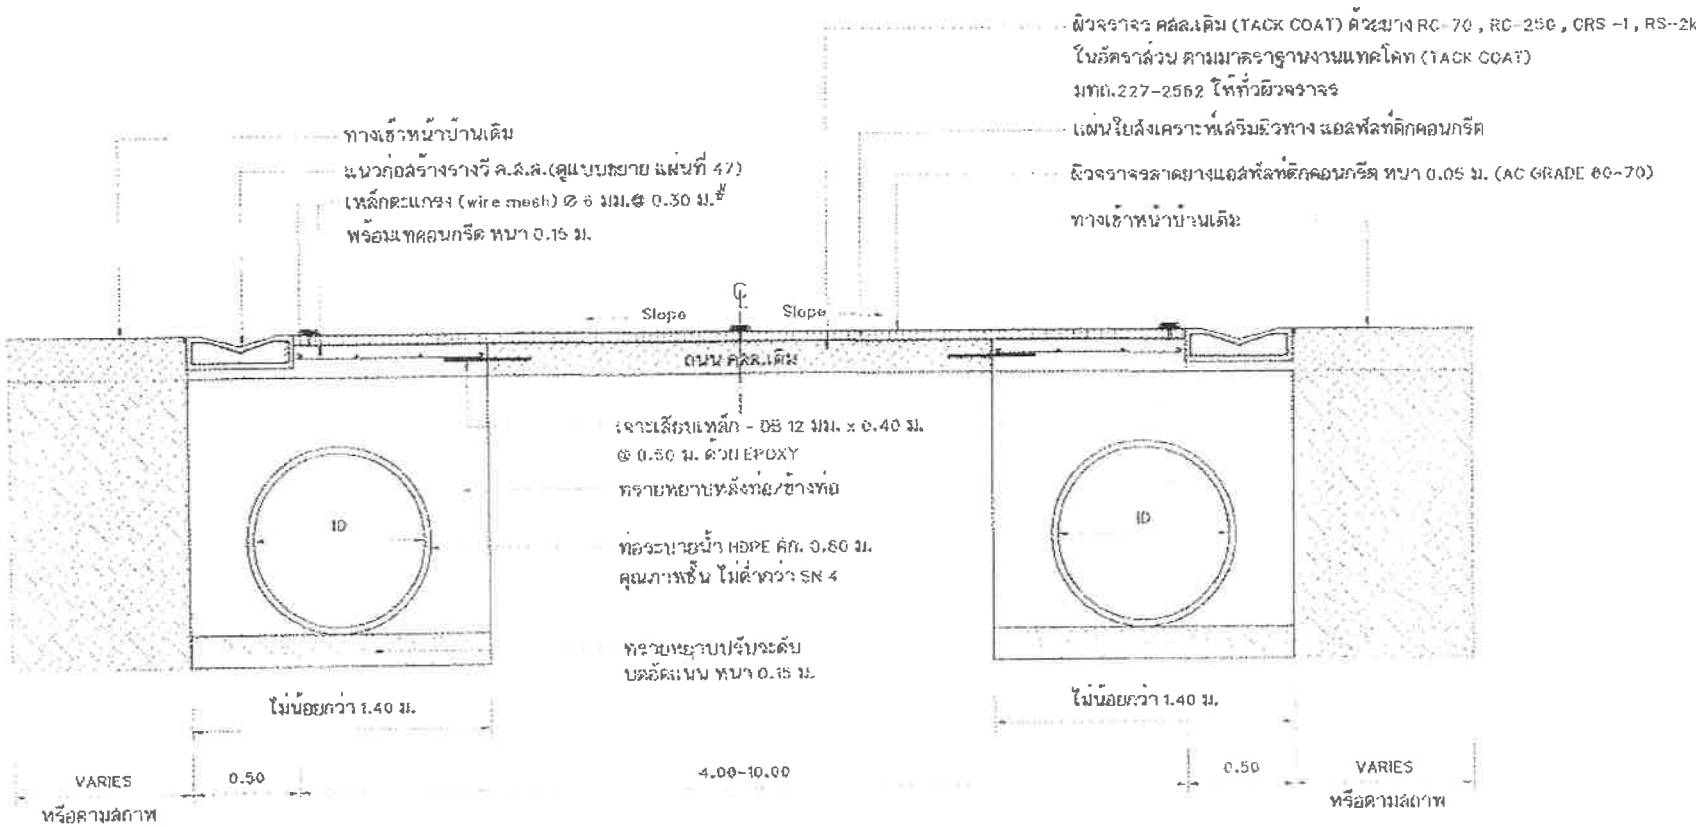 ผิวจราจร คสล.เดิม (TACK COAT) ด้วยยาง RC-70 , RC-250 , CRS -1 , RS-2k
ในอัตราส่วน ตามมาตราฐานงานแทคโค้ท (TACK COAT)
มทถ.227-2562 ให้ทั่วผิวจราจร
แผ่นใยสังเคราะห์เสริมผิวทาง แอสฟัลท์ติกคอนกรีต
ผิวจราจรลาดยางแอสฟัลท์ติกคอนกรีต หนา 0.05 ม. (AC GRADE 60-70)
ทางเข้าหน้าบ้านเดิม
ทางเข้าหน้าบ้านเดิม
แนวก่อสร้างรางวี ค.ส.ล.(ดูแบบขยาย แผ่นที่ 47)
เหล็กตะแกรง (wire mesh) Ø 6 มม.@ 0.30 ม.#
พร้อมเทคอนกรีต หนา 0.15 ม.
Slope
Slope
ถนน คสล.เดิม
เจาะเสียบเหล็ก - DB 12 มม. x 0.40 ม.
@ 0.50 ม. ด้วย EPOXY
ทรายหยาบหลังท่อ/ข้างท่อ
ID
ID
ท่อระบายน้ำ HDPE ศก. 0.80 ม.
คุณภาพชั้น ไม่ต่ำกว่า SN 4
ทรายหยาบปรับระดับ
บดอัดแน่น หนา 0.15 ม.
ไม่น้อยกว่า 1.40 ม.
ไม่น้อยกว่า 1.40 ม.
VARIES
0.50
4.00-10.00
0.50
VARIES
หรือตามสภาพ
หรือตามสภาพ